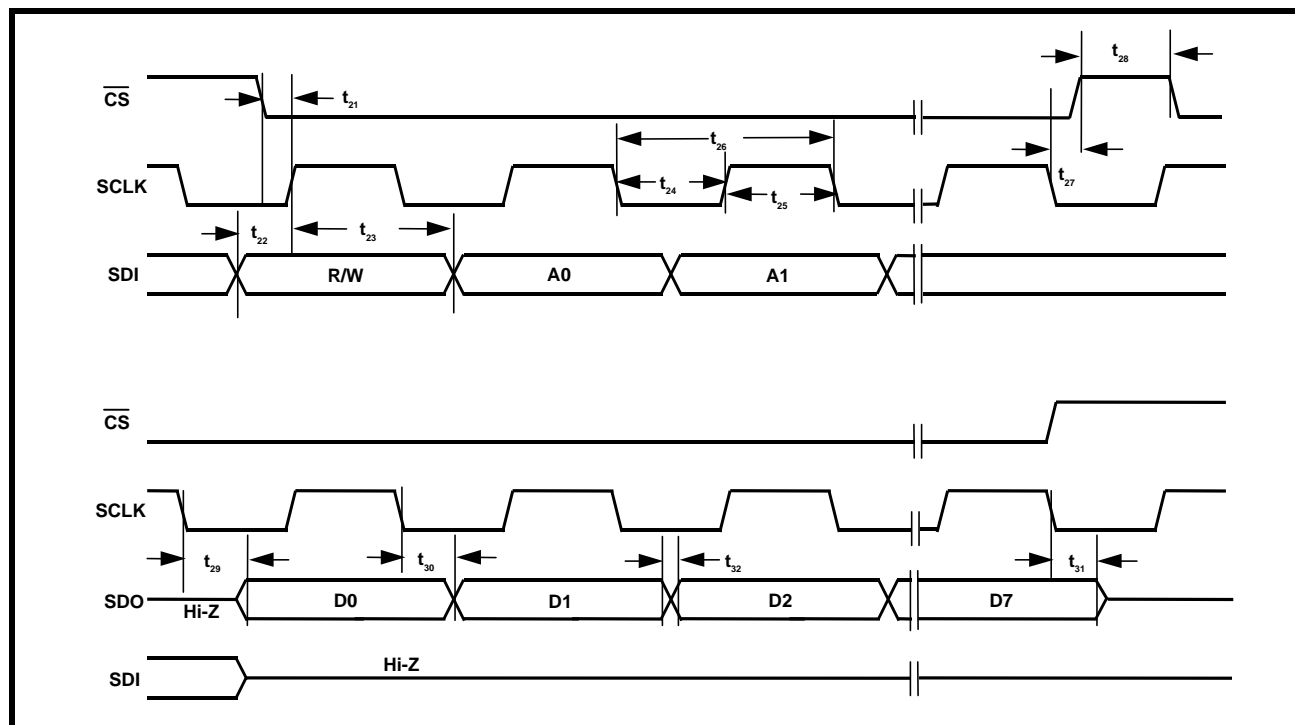 t28
CS
t21
t26
SCLK
t24
t25
t27
t22
t23
SDI
R/W
A0
A1
CS
SCLK
t29
t30
t32
t31
SDO
Hi-Z
D0
D1
D2
D7
Hi-Z
SDI